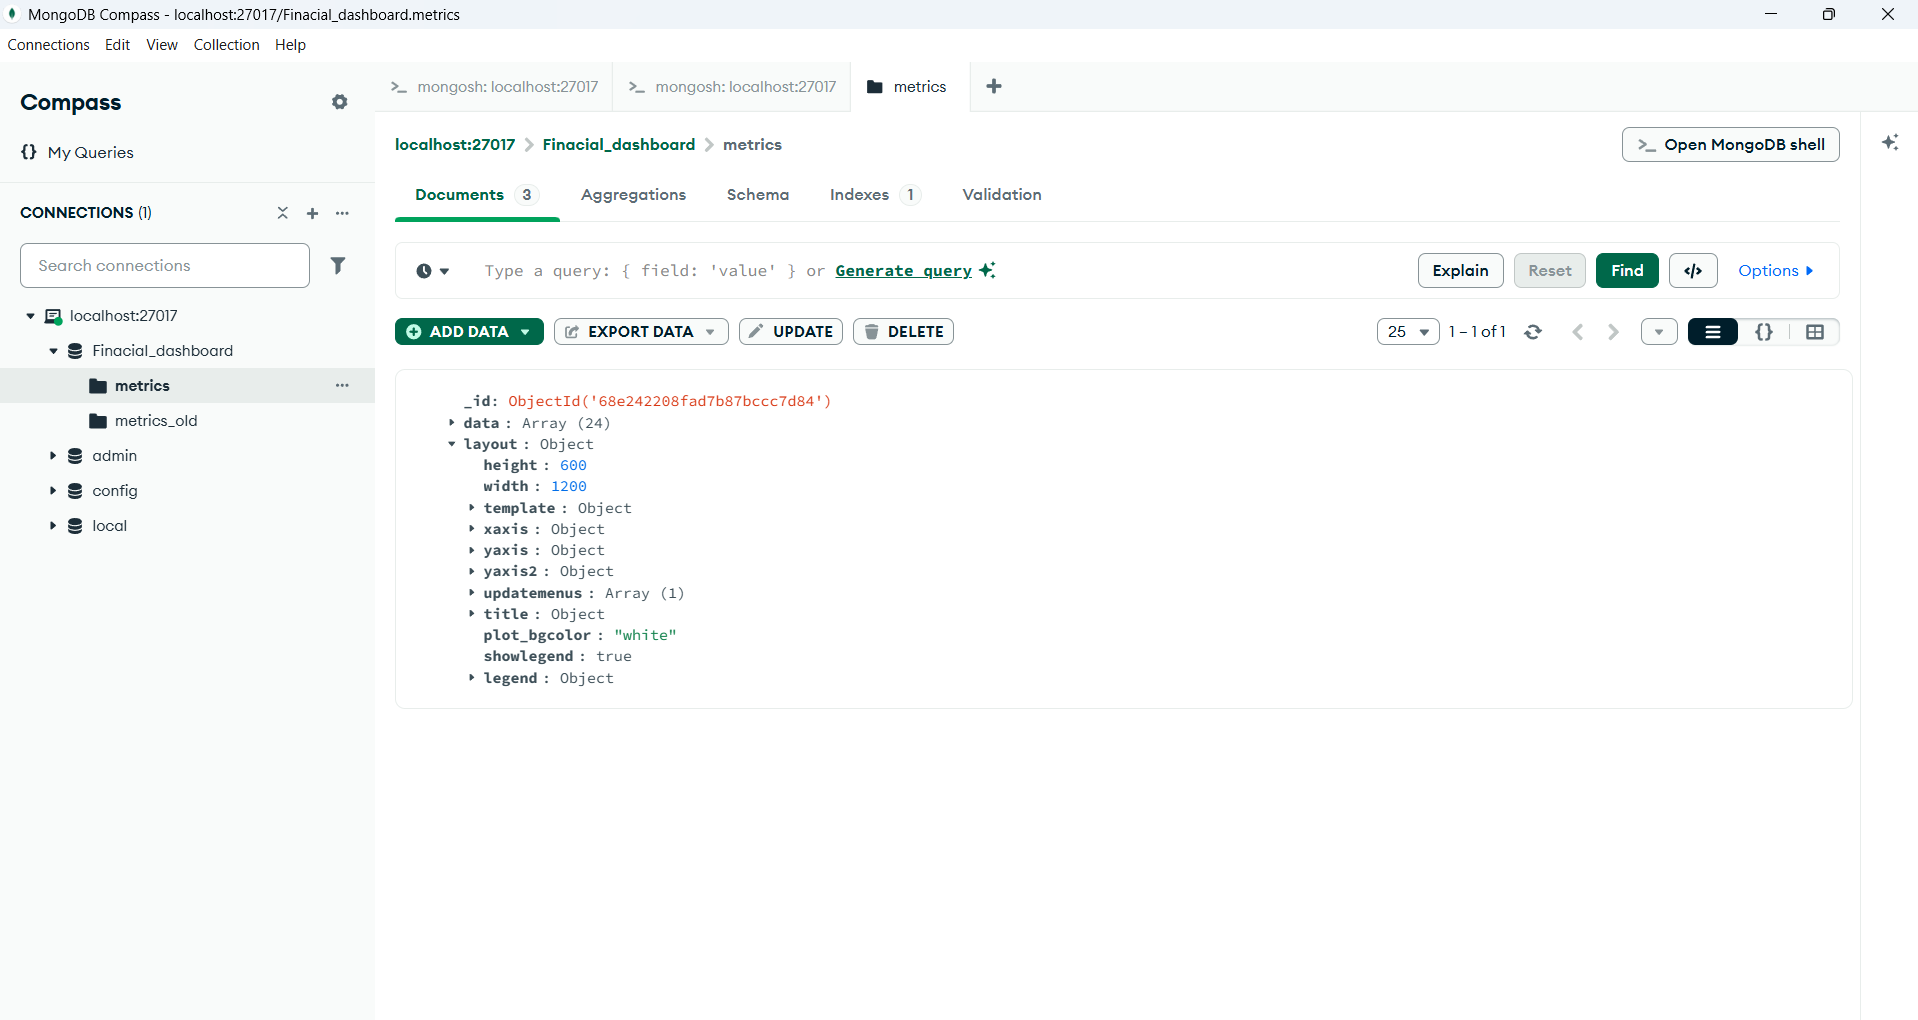 MongoDB Compass - localhost:27017/Finacial_dashboard.metrics
Connections Edit View Collection Help
Compass
{} My Queries
CONNECTIONS (1)
Search connections
localhost:27017
Finacial_dashboard
metrics
metrics_old
admin
config
local
>_ mongosh: localhost:27017
>_ mongosh: localhost:27017
metrics
localhost:27017 > Finacial_dashboard > metrics
>_ Open MongoDB shell
Documents 3 Aggregations Schema Indexes 1 Validation
Type a query: { field: 'value' } or Generate query
Explain Reset Find </> Options
ADD DATA EXPORT DATA UPDATE DELETE
25 1 – 1 of 1 {}
_id: ObjectId('68e242208fad7b87bccc7d84')
data : Array (24)
layout : Object
height : 600
width : 1200
template : Object
xaxis : Object
yaxis : Object
yaxis2 : Object
updatemenus : Array (1)
title : Object
plot_bgcolor : "white"
showlegend : true
legend : Object